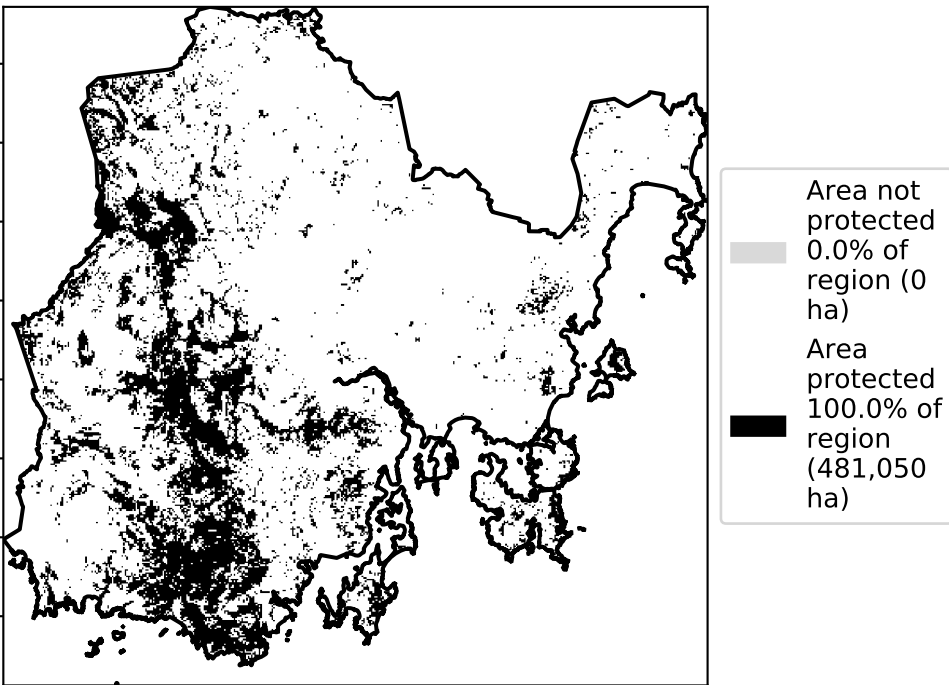 Area not
protected
0.0% of
region (0
ha)
Area
protected
100.0% of
region
(481,050
ha)